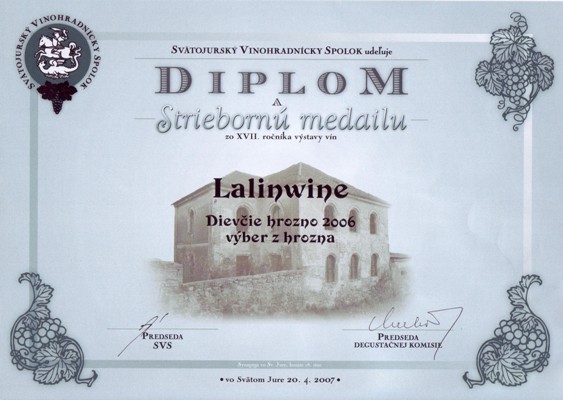 SVÄTOJURSKÝ VINOHRADNÍCKY SPOLOK
SVÄTOJURSKÝ VINOHRADNÍCKY SPOLOK udeľuje
DIPLOM
A
Striebornú medailu
zo XVII. ročníka výstavy vín
Lalinwine
Dievčie hrozno 2006
výber z hrozna
PREDSEDA
SVS
PREDSEDA
DEGUSTAČNEJ KOMISIE
• vo Svätom Jure 20. 4. 2007 •